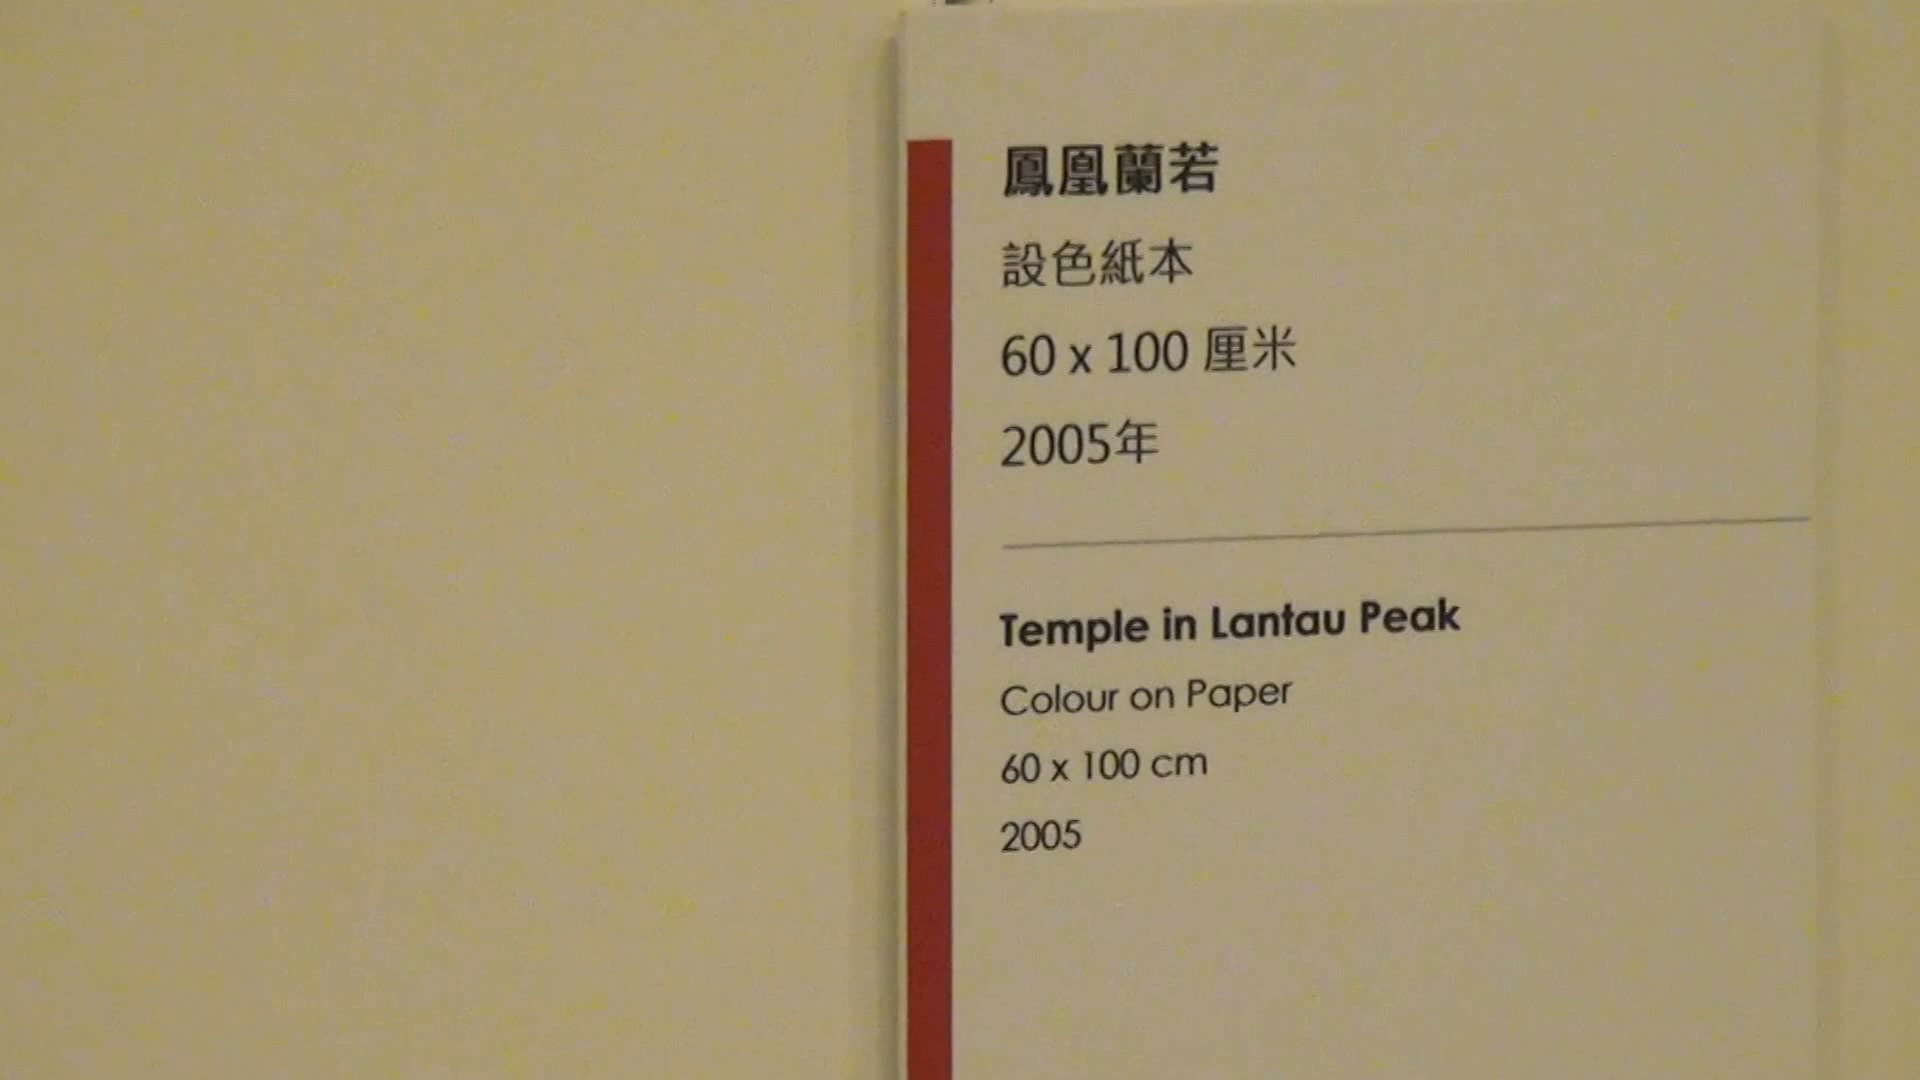 鳳凰蘭若
設色紙本
60 x 100 厘米
2005年
Temple in Lantau Peak
Colour on Paper
60 x 100 cm
2005